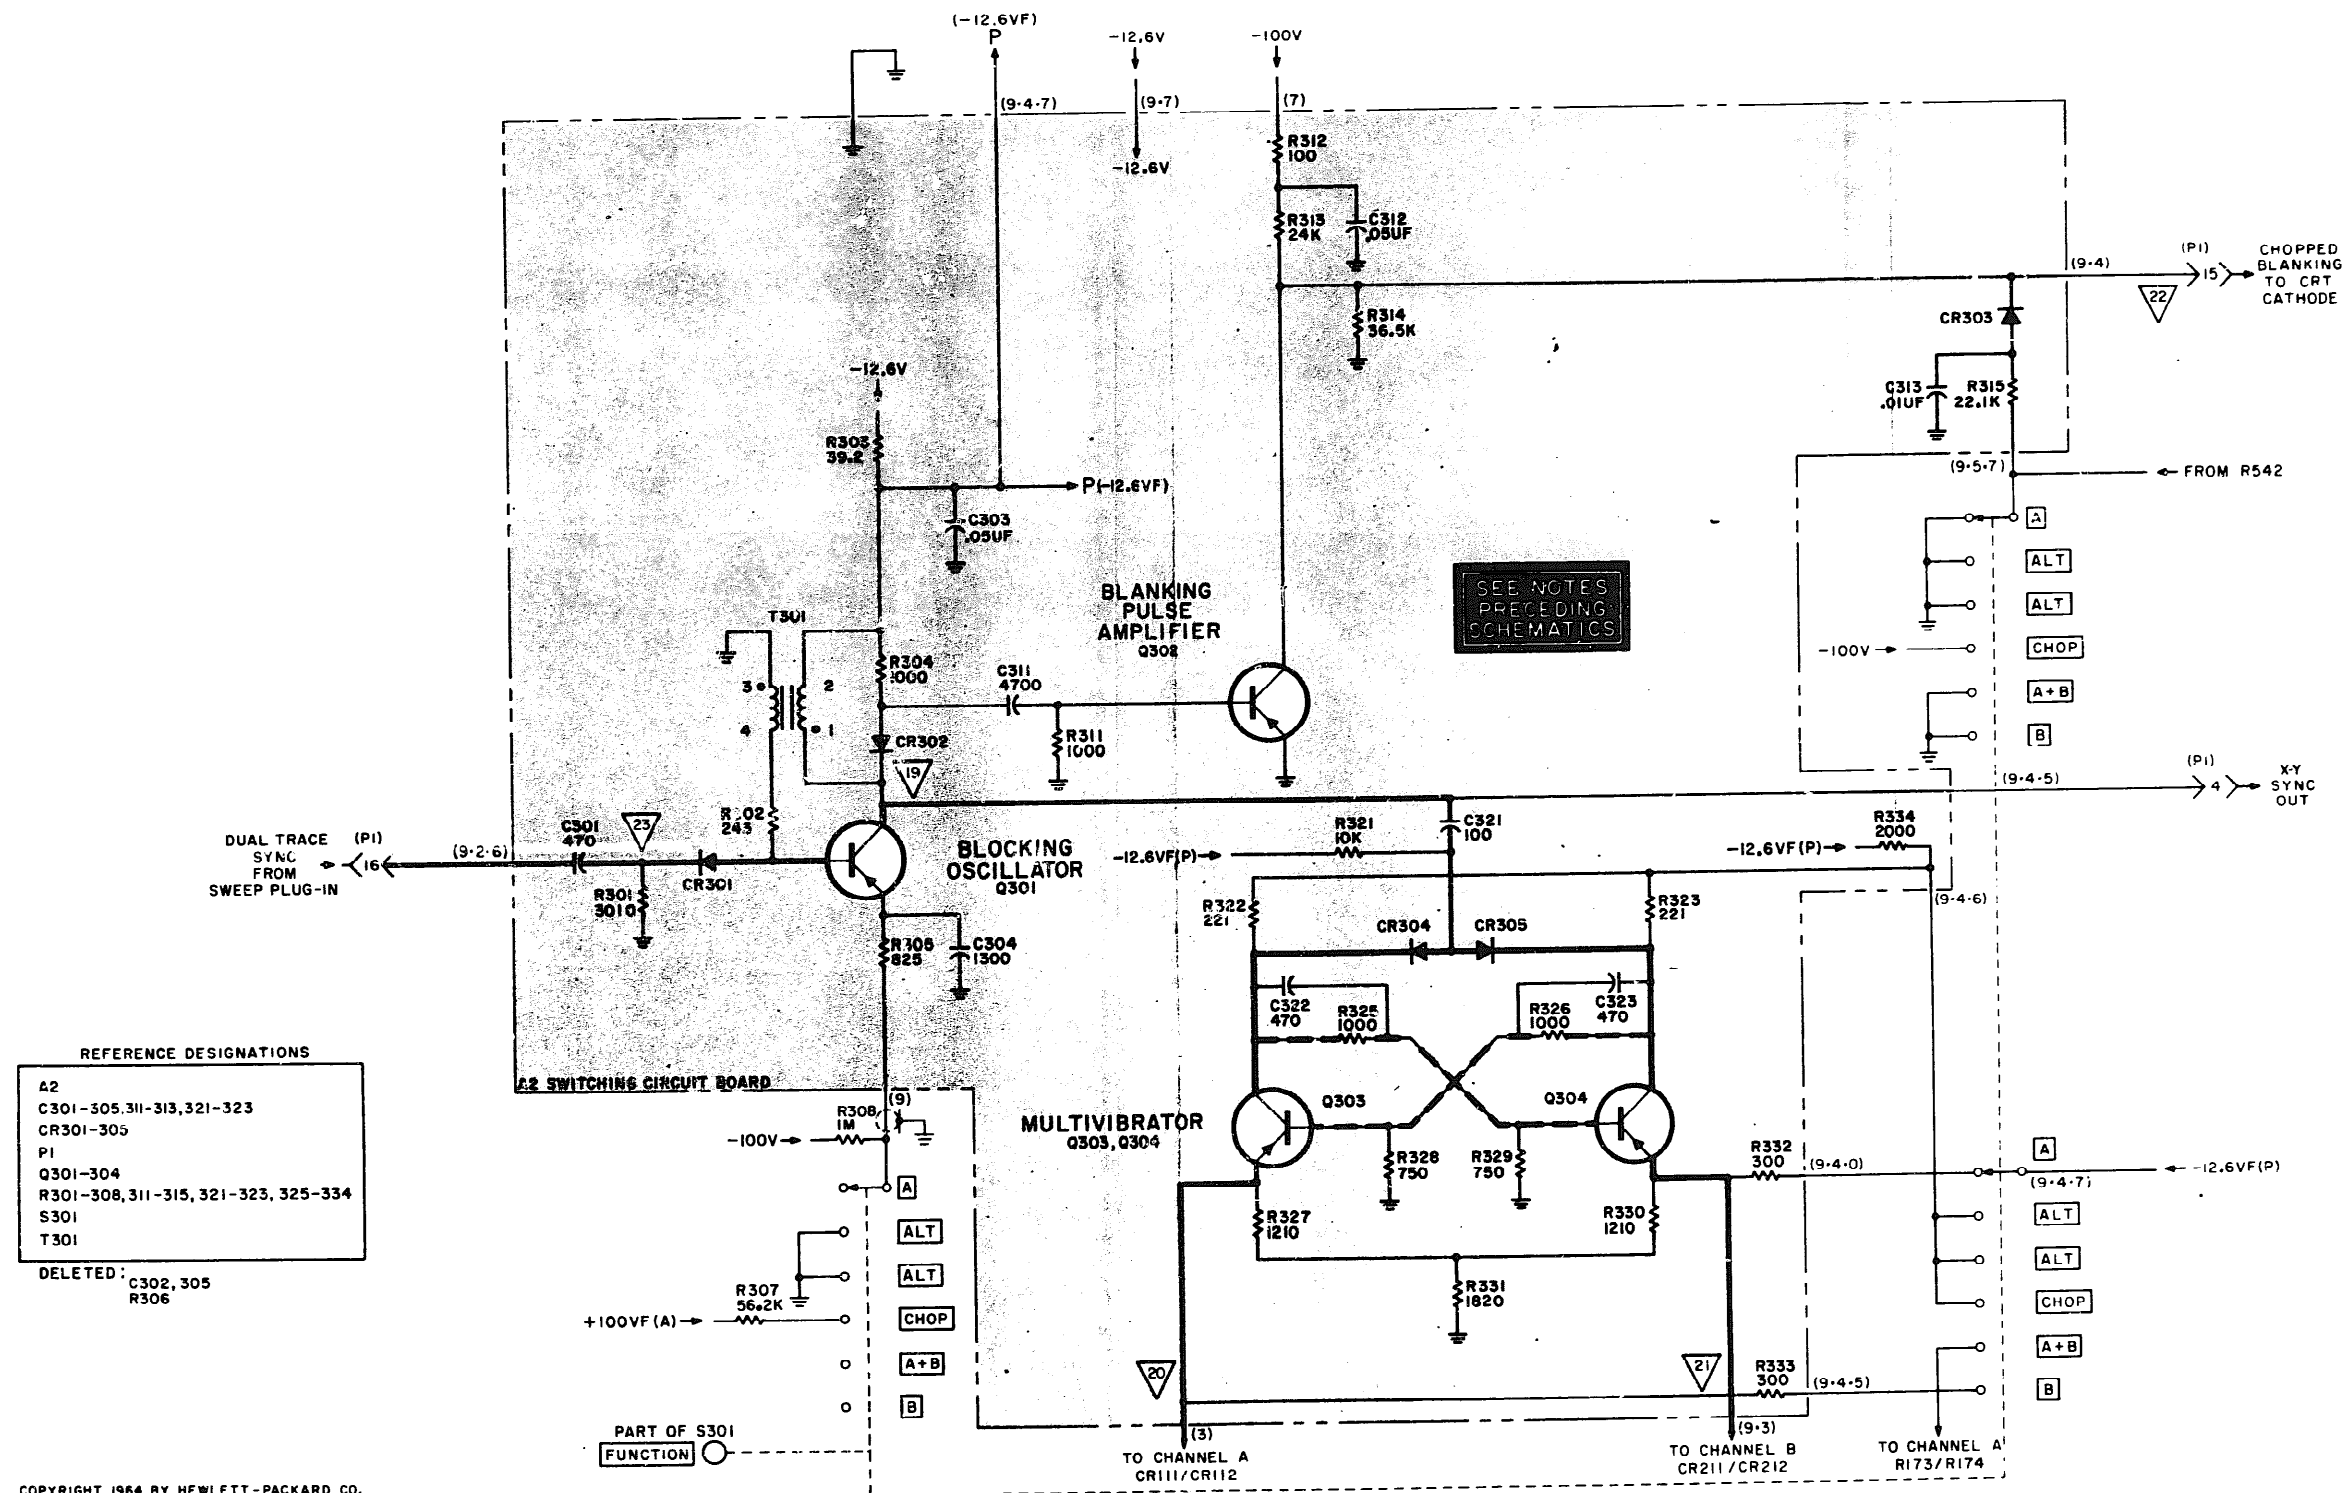 (-12.6VF)
P
-12.6V
-100V
(9·4·7)
(9·7)
(7)
-12.6V
R312
100
R313
24K
C312
.05UF
R314
36.5K
(9·4)
(P1)
15
22
CHOPPED
BLANKING
TO CRT
CATHODE
CR303
C313
.01UF
R315
22.1K
(9·5·7)
FROM R542
A
ALT
ALT
-100V
CHOP
A+B
B
-12.6V
R303
39.2
P(-12.6VF)
C303
.05UF
BLANKING
PULSE
AMPLIFIER
Q302
SEE NOTES
PRECEDING
SCHEMATICS
T301
3
2
4
1
R304
1000
C311
4700
R311
1000
CR302
19
(9·4·5)
(P1)
4
X-Y
SYNC
OUT
DUAL TRACE
SYNC
FROM
SWEEP PLUG-IN
(P1)
16
(9·2·6)
C301
470
23
R301
3010
CR301
243
BLOCKING
OSCILLATOR
Q301
R305
825
C304
1300
-12.6VF(P)
R321
10K
C321
100
-12.6VF(P)
R334
2000
(9·4·6)
R322
221
R323
221
CR304
CR305
C322
470
R325
1000
R326
1000
C323
470
A2 SWITCHING CIRCUIT BOARD
Q303
Q304
MULTIVIBRATOR
Q303,Q304
R328
750
R329
750
R327
1210
R330
1210
R331
1820
R332
300
(9·4·0)
A
-12.6VF(P)
(9·4·7)
ALT
ALT
CHOP
A+B
B
20
21
R333
300
(9·4·5)
(3)
TO CHANNEL A
CR111/CR112
(9·3)
TO CHANNEL B
CR211/CR212
TO CHANNEL A
R173/R174
(9)
R308
1M
-100V
A
ALT
ALT
R307
56.2K
+100VF(A)
CHOP
A+B
B
PART OF S301
FUNCTION
REFERENCE DESIGNATIONS
A2
C301-305,311-313,321-323
CR301-305
P1
Q301-304
R301-308,311-315,321-323,325-334
S301
T301
DELETED:
C302,305
R306
COPYRIGHT 1964 BY HEWLETT-PACKARD CO.